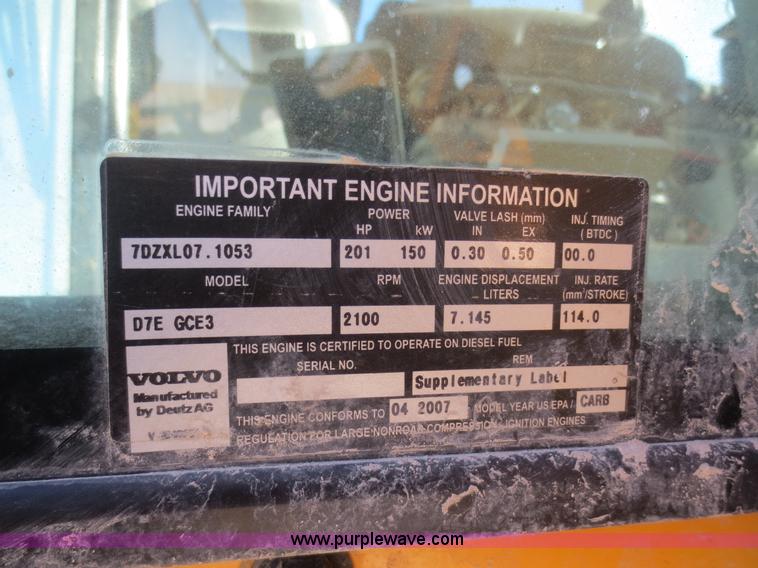 IMPORTANT ENGINE INFORMATION
ENGINE FAMILY POWER VALVE LASH (mm) INJ. TIMING
HP kW IN EX (BTDC)
7DZXL07.1053 201 150 0.30 0.50 00.0
MODEL RPM ENGINE DISPLACEMENT INJ. RATE
LITERS (mm³/STROKE)
D7E GCE3 2100 7.145 114.0
THIS ENGINE IS CERTIFIED TO OPERATE ON DIESEL FUEL
SERIAL NO. REM
VOLVO
Manufactured
by Deutz AG
Supplementary Label
THIS ENGINE CONFORMS TO 04 2007 MODEL YEAR US EPA / CARB
REGULATION FOR LARGE NONROAD COMPRESSION IGNITION ENGINES
www.purplewave.com